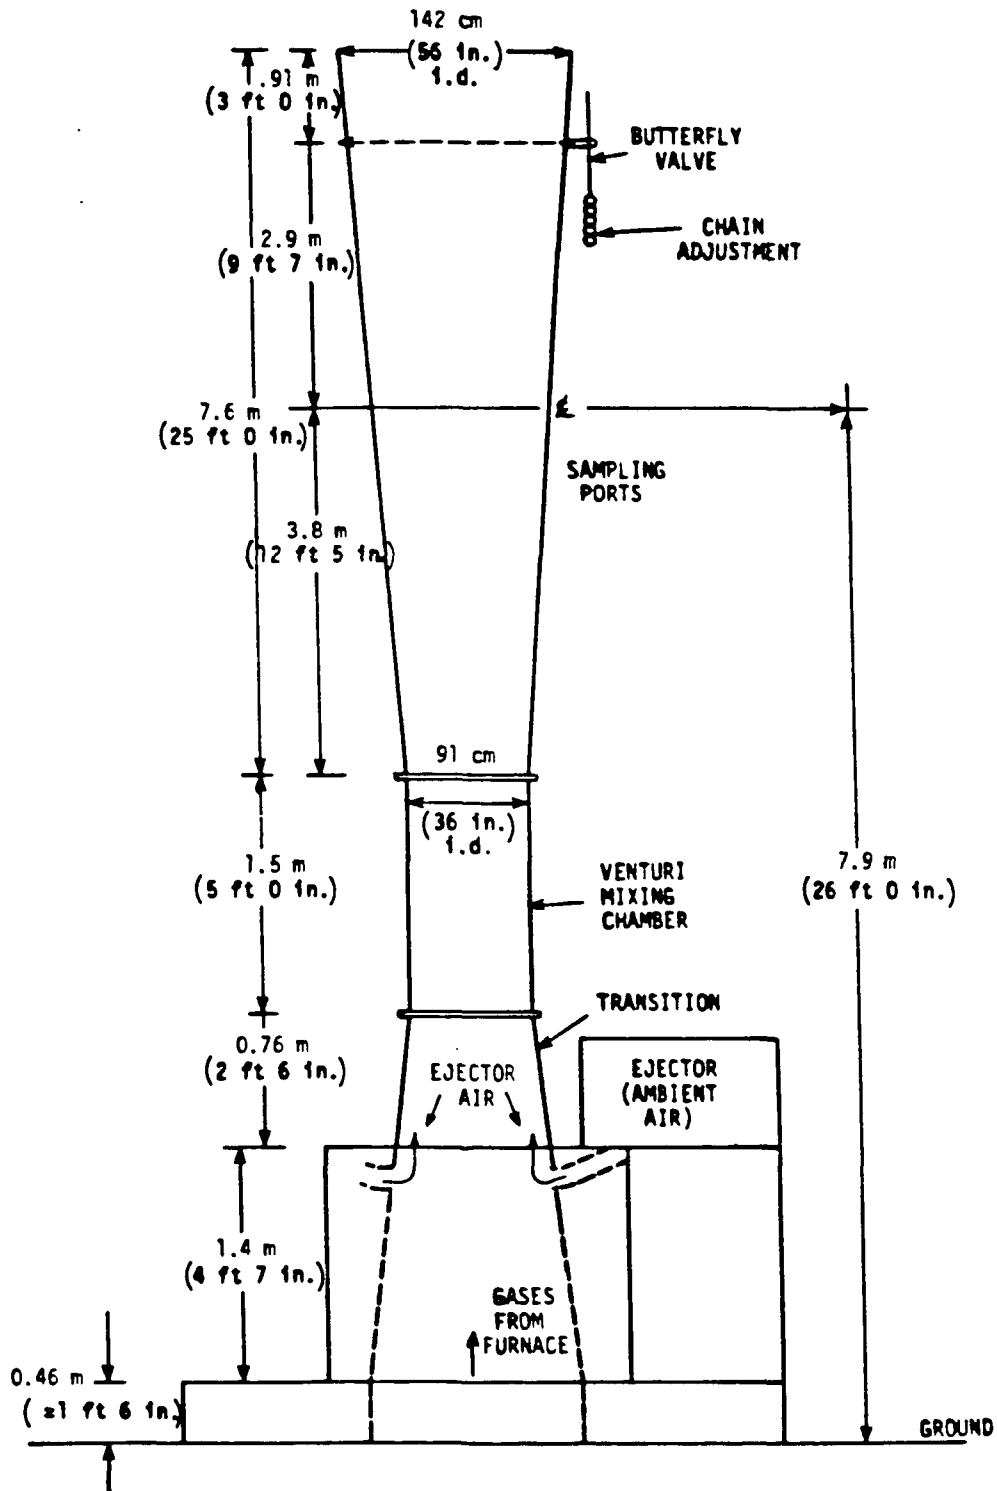 142 cm
(56 in.)
i.d.
.91 m
(3 ft 0 in.)
BUTTERFLY
VALVE
CHAIN
ADJUSTMENT
2.9 m
(9 ft 7 in.)
7.6 m
(25 ft 0 in.)
℄
SAMPLING
PORTS
3.8 m
(12 ft 5 in.)
91 cm
(36 in.)
i.d.
1.5 m
(5 ft 0 in.)
7.9 m
(26 ft 0 in.)
VENTURI
MIXING
CHAMBER
TRANSITION
0.76 m
(2 ft 6 in.)
EJECTOR
AIR
EJECTOR
(AMBIENT
AIR)
1.4 m
(4 ft 7 in.)
GASES
FROM
FURNACE
0.46 m
(≈1 ft 6 in.)
GROUND